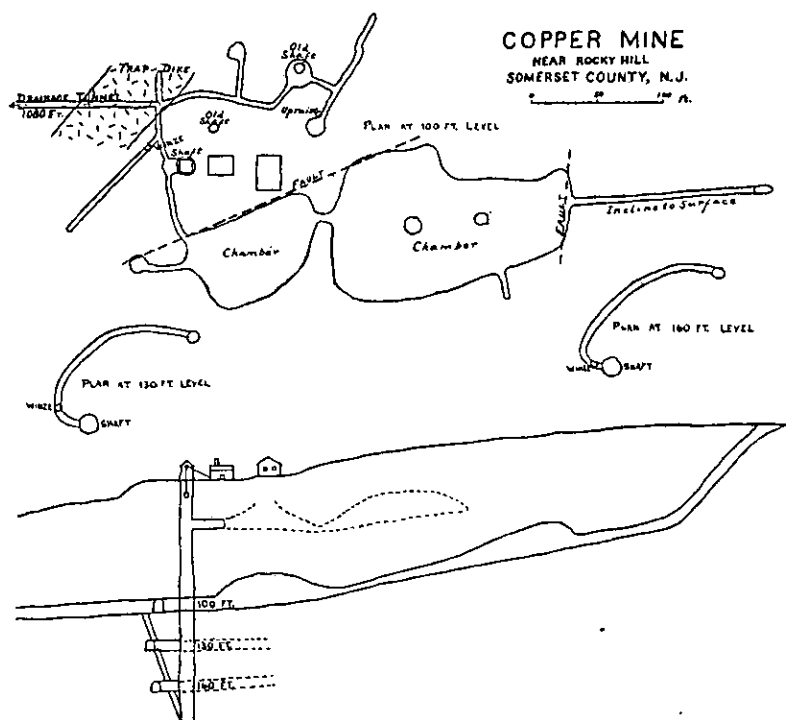 COPPER MINE
NEAR ROCKY HILL
SOMERSET COUNTY, N.J.
0 50 100 Ft.
TRAP DIKE
DRAINAGE TUNNEL
1080 FT.
Old
Shaft
Old
Shaft
Upraise
WINZE
Shaft
PLAN AT 100 FT. LEVEL
FAULT
FAULT
Incline to Surface
Chamber
Chamber
PLAN AT 130 FT. LEVEL
WINZE
SHAFT
PLAN AT 160 FT. LEVEL
WINZE
SHAFT
100 FT.
130 FT.
160 FT.